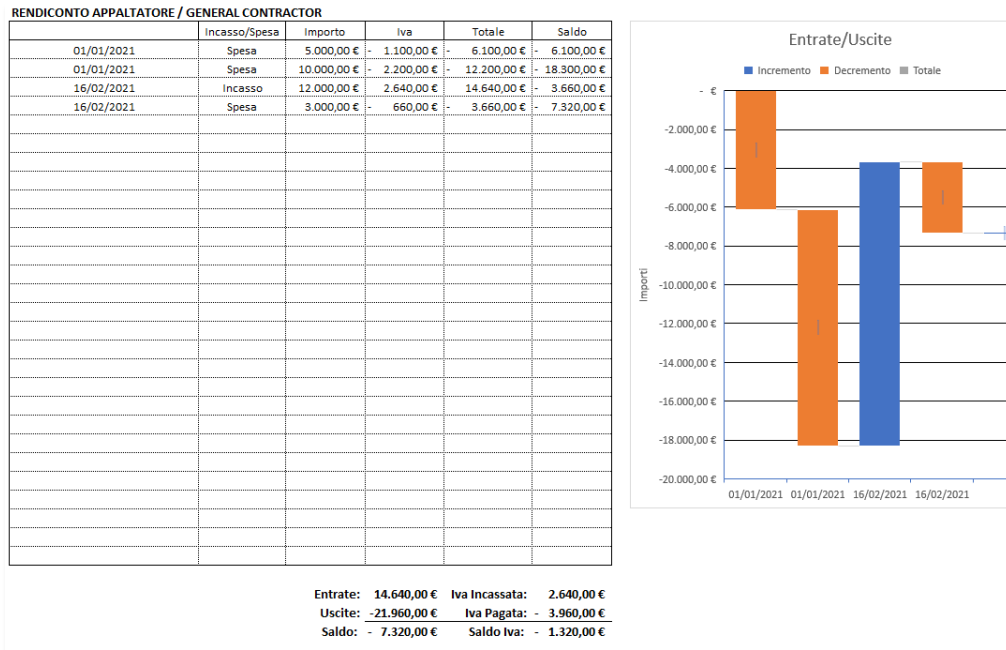 RENDICONTO APPALTATORE / GENERAL CONTRACTOR
Incasso/Spesa Importo Iva Totale Saldo
01/01/2021 Spesa 5.000,00 € - 1.100,00 € - 6.100,00 € - 6.100,00 €
01/01/2021 Spesa 10.000,00 € - 2.200,00 € - 12.200,00 € - 18.300,00 €
16/02/2021 Incasso 12.000,00 € 2.640,00 € 14.640,00 € - 3.660,00 €
16/02/2021 Spesa 3.000,00 € - 660,00 € - 3.660,00 € - 7.320,00 €
Entrate: 14.640,00 € Iva Incassata: 2.640,00 €
Uscite: -21.960,00 € Iva Pagata: - 3.960,00 €
Saldo: - 7.320,00 € Saldo Iva: - 1.320,00 €
Entrate/Uscite
Incremento Decremento Totale
- €
-2.000,00 €
-4.000,00 €
-6.000,00 €
-8.000,00 €
-10.000,00 €
-12.000,00 €
-14.000,00 €
-16.000,00 €
-18.000,00 €
-20.000,00 €
Importi
01/01/2021 01/01/2021 16/02/2021 16/02/2021